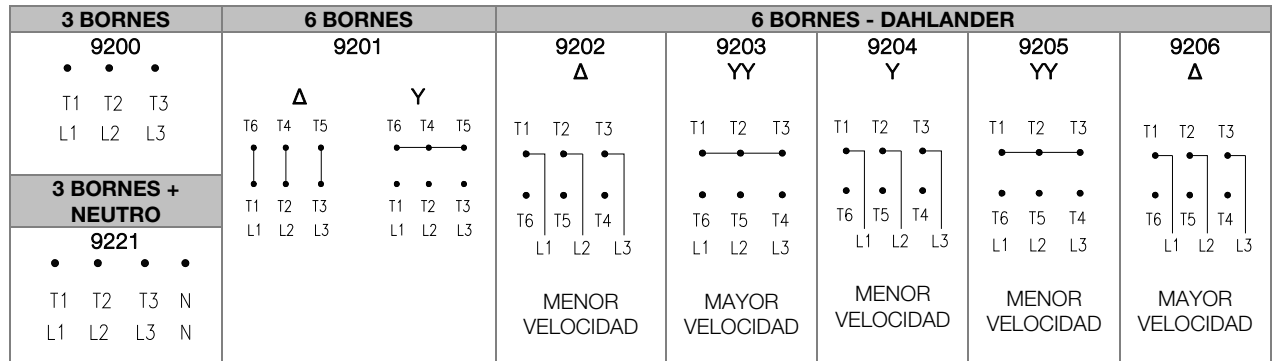 3 BORNES
9200
T1 T2 T3
L1 L2 L3
3 BORNES +
NEUTRO
9221
T1 T2 T3 N
L1 L2 L3 N
6 BORNES
9201
Δ Y
T6 T4 T5 T6 T4 T5
T1 T2 T3 T1 T2 T3
L1 L2 L3 L1 L2 L3
6 BORNES - DAHLANDER
9202
Δ
T1 T2 T3
T6 T5 T4
L1 L2 L3
MENOR
VELOCIDAD
9203
YY
T1 T2 T3
T6 T5 T4
L1 L2 L3
MAYOR
VELOCIDAD
9204
Y
T1 T2 T3
T6 T5 T4
L1 L2 L3
MENOR
VELOCIDAD
9205
YY
T1 T2 T3
T6 T5 T4
L1 L2 L3
MENOR
VELOCIDAD
9206
Δ
T1 T2 T3
T6 T5 T4
L1 L2 L3
MAYOR
VELOCIDAD